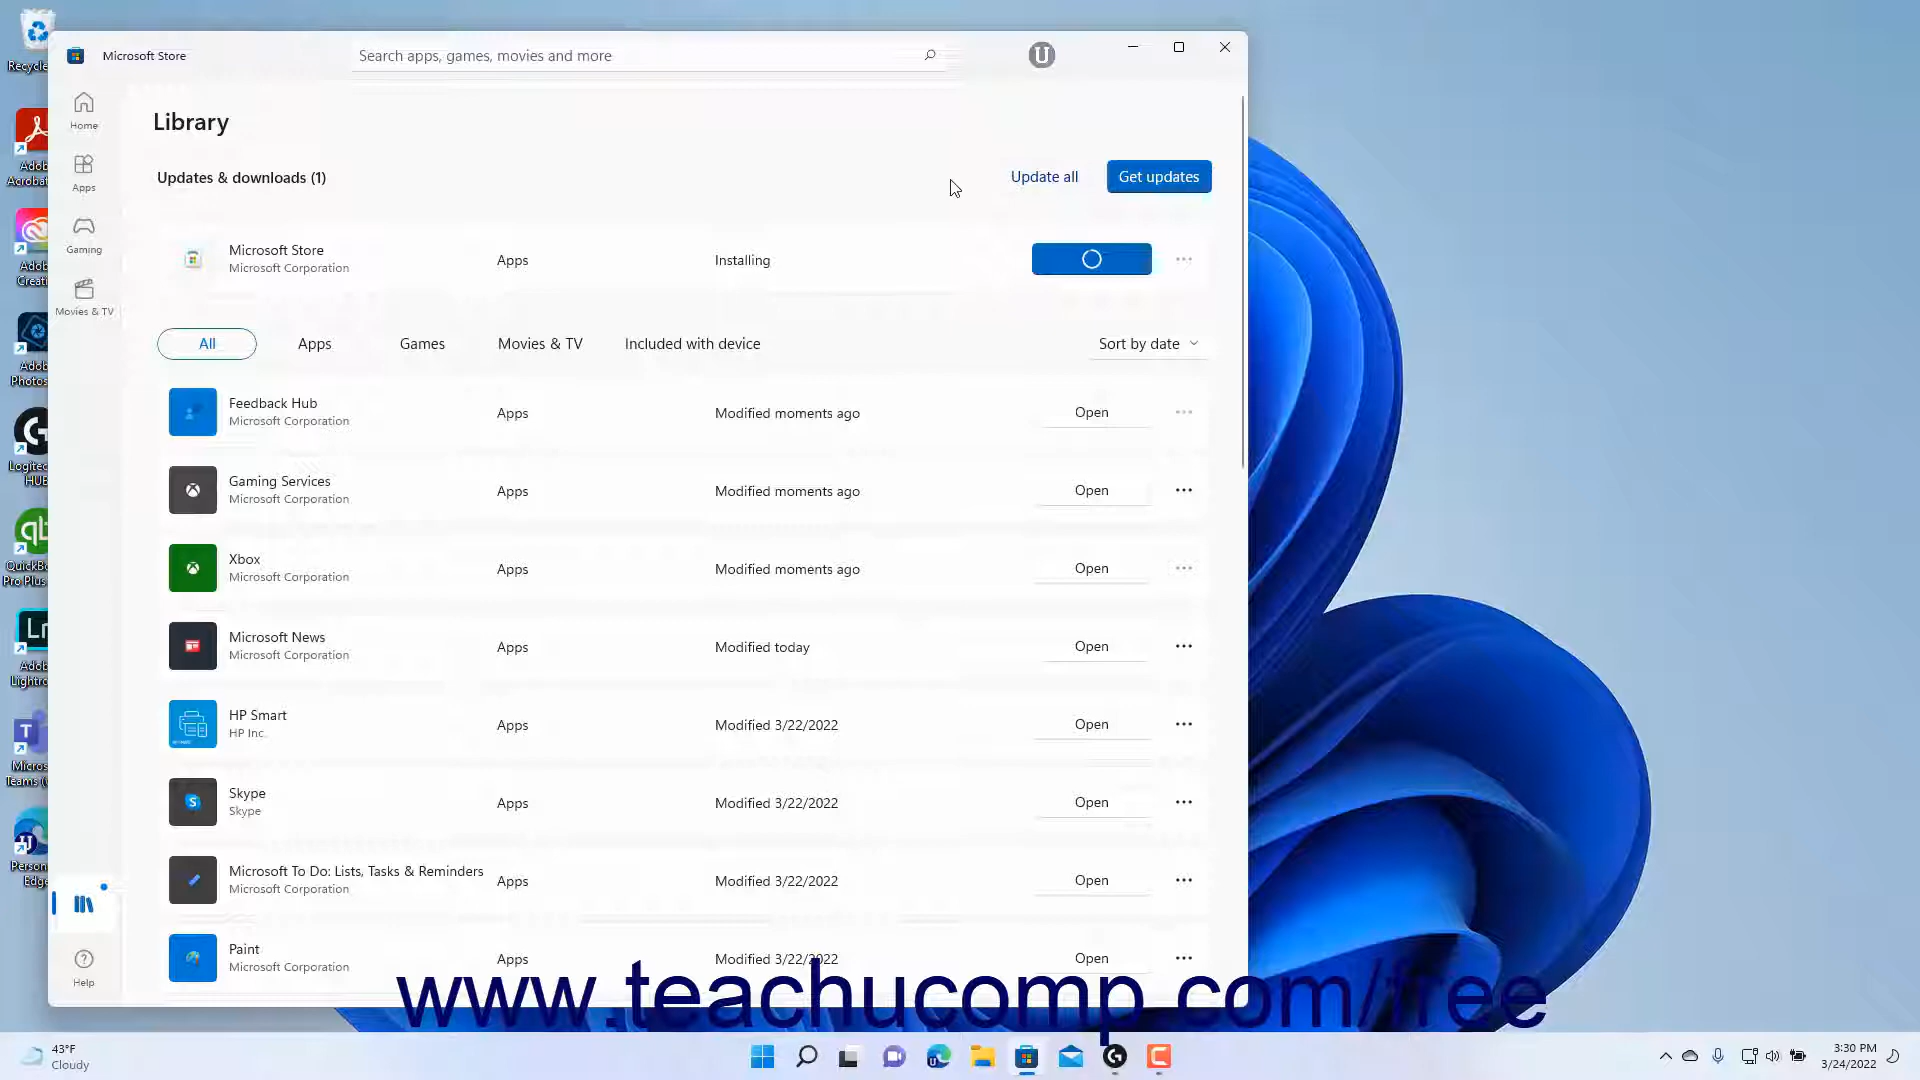 Microsoft Store
Search apps, games, movies and more
U
Home
Apps
Gaming
Movies & TV
Help
Library
Updates & downloads (1)
Update all
Get updates
Microsoft Store
Microsoft Corporation
Apps
Installing
All
Apps
Games
Movies & TV
Included with device
Sort by date
Feedback Hub
Microsoft Corporation
Apps
Modified moments ago
Open
Gaming Services
Microsoft Corporation
Apps
Modified moments ago
Open
Xbox
Microsoft Corporation
Apps
Modified moments ago
Open
Microsoft News
Microsoft Corporation
Apps
Modified today
Open
HP Smart
HP Inc.
Apps
Modified 3/22/2022
Open
Skype
Skype
Apps
Modified 3/22/2022
Open
Microsoft To Do: Lists, Tasks & Reminders
Microsoft Corporation
Apps
Modified 3/22/2022
Open
Paint
Microsoft Corporation
Apps
Modified 3/22/2022
Open
Recycle
Adob
Acrobat
Adob
Creati
Adob
Photos
Logitec
HUB
qb
QuickBo
Pro Plus
Lr
Adob
Lightro
T
Micros
Teams (
Person
Edge
www.teachucomp.com/free
43°F
Cloudy
3:30 PM
3/24/2022